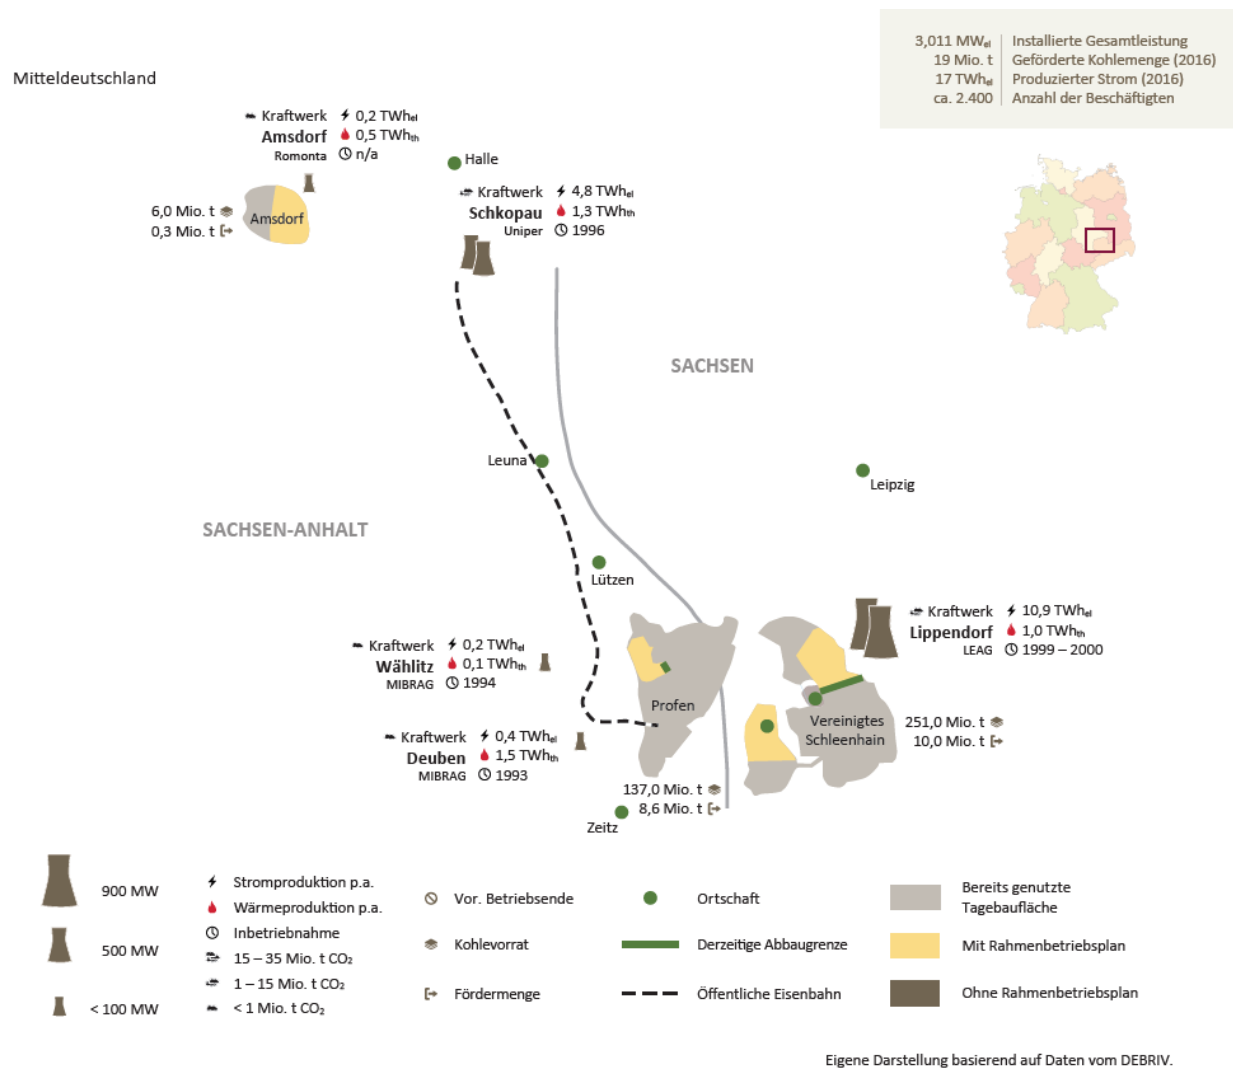 3,011 MWel Installierte Gesamtleistung
19 Mio. t Geförderte Kohlemenge (2016)
17 TWhel Produzierter Strom (2016)
ca. 2.400 Anzahl der Beschäftigten
Mitteldeutschland
Kraftwerk 0,2 TWhel
Amsdorf 0,5 TWhth
Romonta n/a
Halle
Kraftwerk 4,8 TWhel
Schkopau 1,3 TWhth
Uniper 1996
6,0 Mio. t
0,3 Mio. t
Amsdorf
SACHSEN
Leuna
Leipzig
SACHSEN-ANHALT
Lützen
Kraftwerk 10,9 TWhel
Lippendorf 1,0 TWhth
LEAG 1999 – 2000
Kraftwerk 0,2 TWhel
Wählitz 0,1 TWhth
MIBRAG 1994
Profen
Vereinigtes
Schleenhain
251,0 Mio. t
10,0 Mio. t
Kraftwerk 0,4 TWhel
Deuben 1,5 TWhth
MIBRAG 1993
137,0 Mio. t
8,6 Mio. t
Zeitz
900 MW
500 MW
< 100 MW
Stromproduktion p.a.
Wärmeproduktion p.a.
Inbetriebnahme
15 – 35 Mio. t CO₂
1 – 15 Mio. t CO₂
< 1 Mio. t CO₂
Vor. Betriebsende
Kohlevorrat
Fördermenge
Ortschaft
Derzeitige Abbaugrenze
Öffentliche Eisenbahn
Bereits genutzte
Tagebaufläche
Mit Rahmenbetriebsplan
Ohne Rahmenbetriebsplan
Eigene Darstellung basierend auf Daten vom DEBRIV.